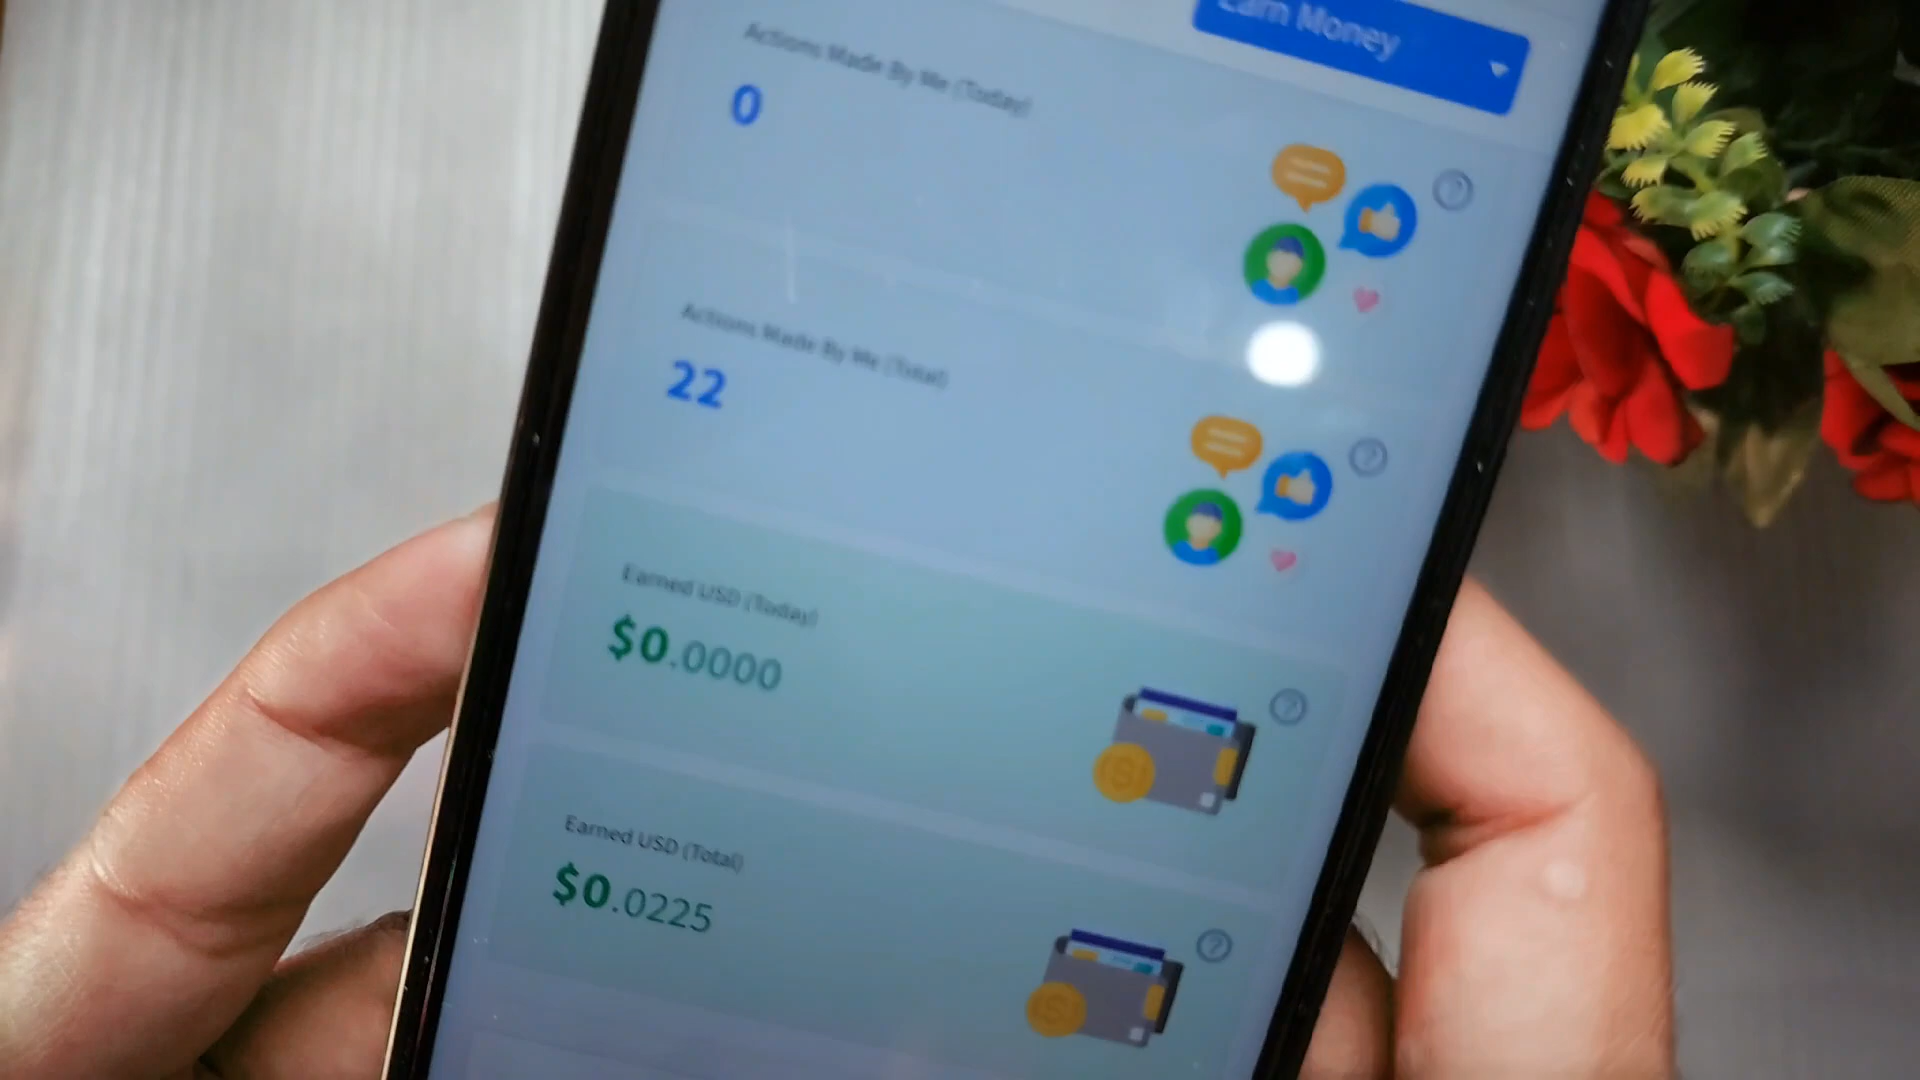 Earn Money
Actions Made By Me (Today)
0
Actions Made By Me (Total)
22
Earned USD (Today)
$0.0000
Earned USD (Total)
$0.0225